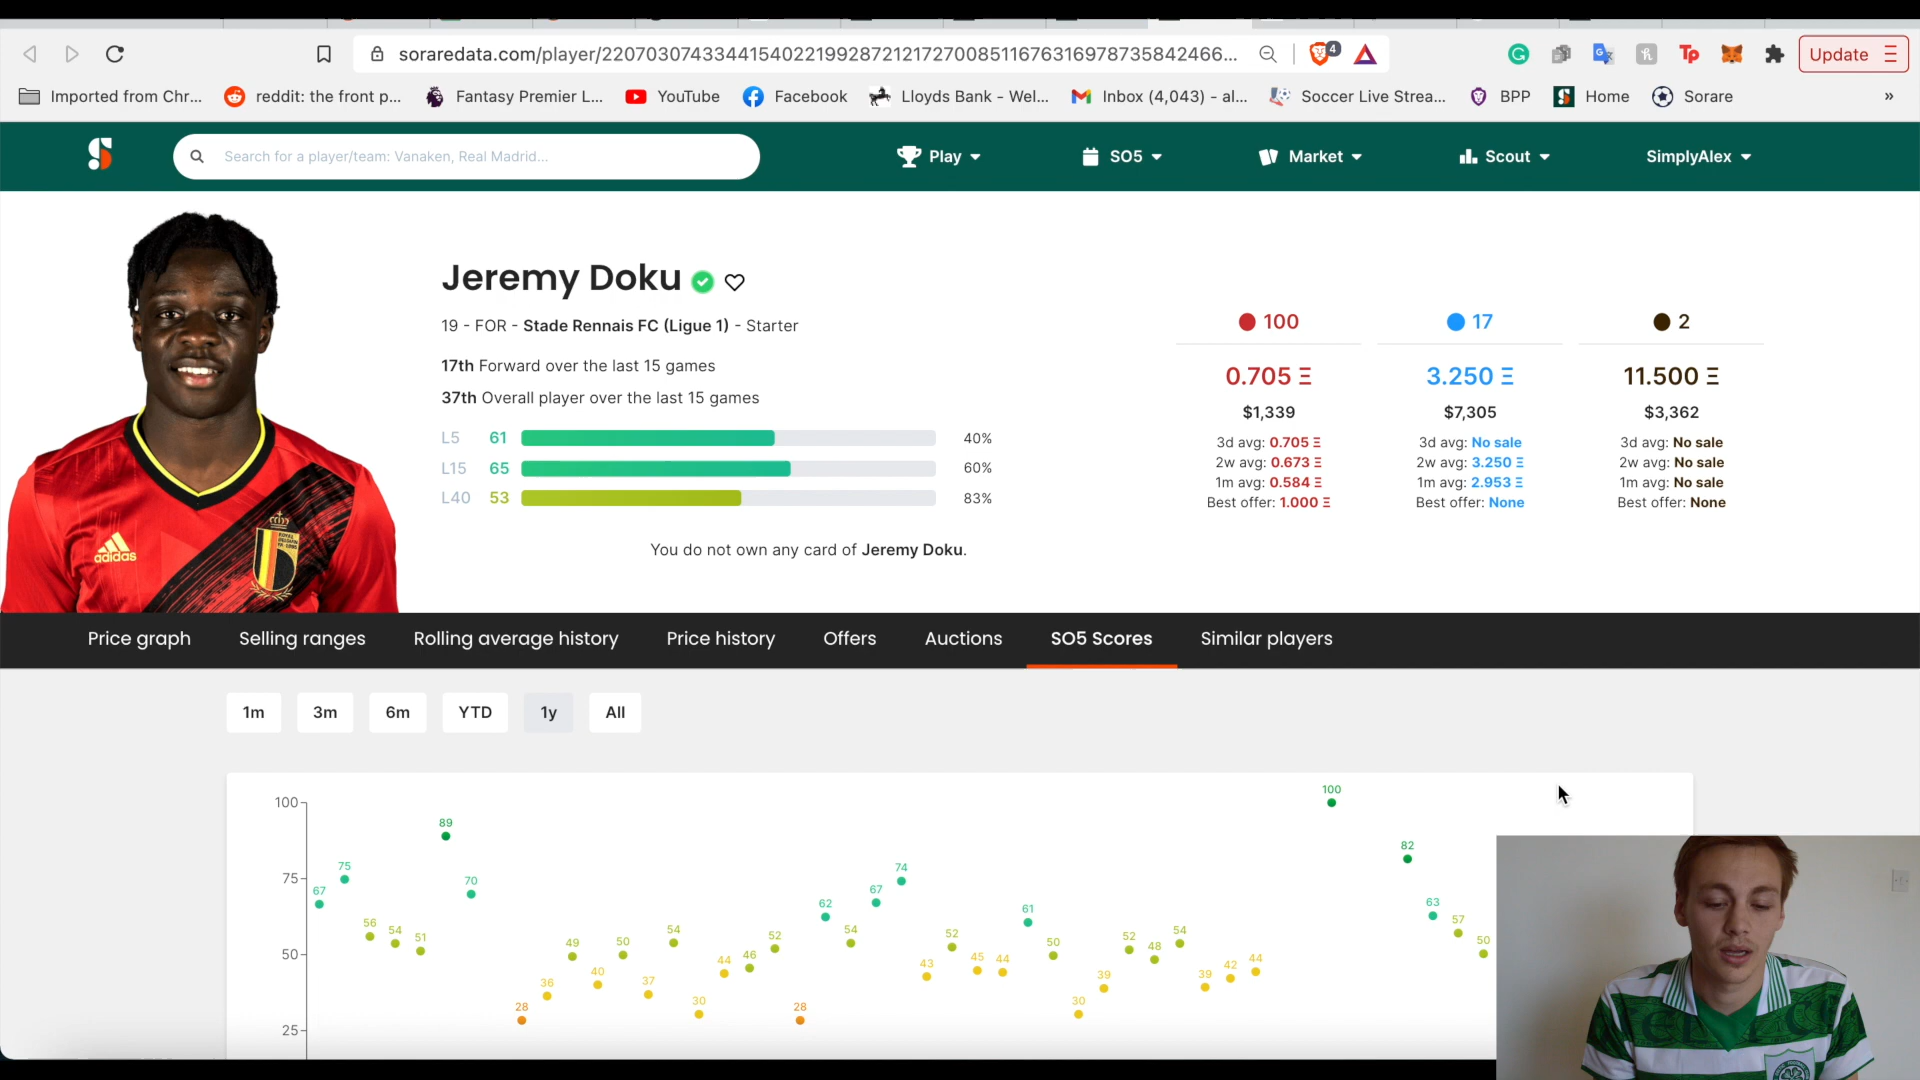 soraredata.com/player/22070307433441540221992872121727008511676316978735842466...
4
Update
Imported from Chr...
reddit: the front p...
Fantasy Premier L...
YouTube
Facebook
Lloyds Bank - Wel...
Inbox (4,043) - al...
Soccer Live Strea...
BPP
Home
Sorare
»
Search for a player/team: Vanaken, Real Madrid...
Play
SO5
Market
Scout
SimplyAlex
Jeremy Doku
19 - FOR - Stade Rennais FC (Ligue 1) - Starter
17th Forward over the last 15 games
37th Overall player over the last 15 games
L5 61 40%
L15 65 60%
L40 53 83%
You do not own any card of Jeremy Doku.
100
0.705 Ξ
$1,339
3d avg: 0.705 Ξ
2w avg: 0.673 Ξ
1m avg: 0.584 Ξ
Best offer: 1.000 Ξ
17
3.250 Ξ
$7,305
3d avg: No sale
2w avg: 3.250 Ξ
1m avg: 2.953 Ξ
Best offer: None
2
11.500 Ξ
$3,362
3d avg: No sale
2w avg: No sale
1m avg: No sale
Best offer: None
adidas
Price graph
Selling ranges
Rolling average history
Price history
Offers
Auctions
SO5 Scores
Similar players
1m
3m
6m
YTD
1y
All
100
75
50
25
67
75
56
54
51
89
70
28
36
49
40
50
37
54
30
44
46
52
28
62
54
67
74
43
52
45
44
61
50
30
39
52
48
54
39
42
44
100
82
63
57
50